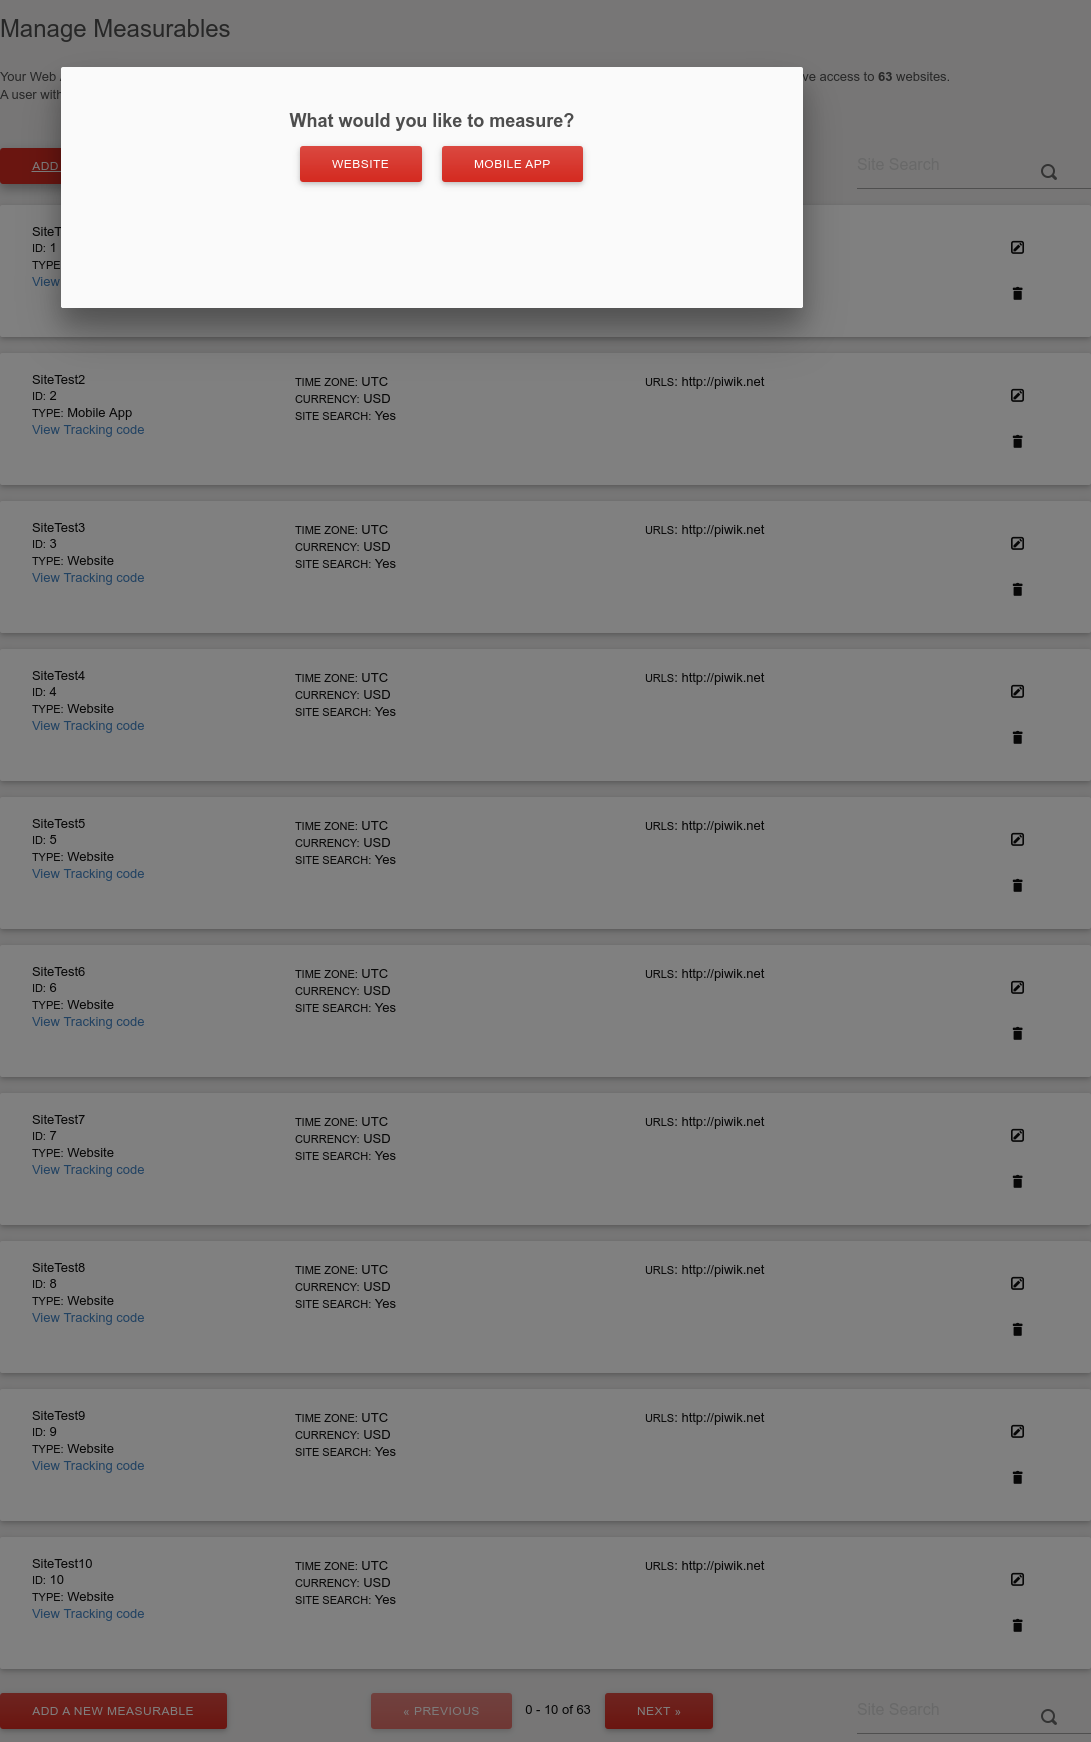 Manage Measurables
Your Web
ve access to 63 websites.
A user with
What would you like to measure?
WEBSITE
MOBILE APP
ADD
Site Search
SiteT
ID: 1
TYPE
View
SiteTest2
ID: 2
TYPE: Mobile App
View Tracking code
TIME ZONE: UTC
CURRENCY: USD
SITE SEARCH: Yes
URLS: http://piwik.net
SiteTest3
ID: 3
TYPE: Website
View Tracking code
TIME ZONE: UTC
CURRENCY: USD
SITE SEARCH: Yes
URLS: http://piwik.net
SiteTest4
ID: 4
TYPE: Website
View Tracking code
TIME ZONE: UTC
CURRENCY: USD
SITE SEARCH: Yes
URLS: http://piwik.net
SiteTest5
ID: 5
TYPE: Website
View Tracking code
TIME ZONE: UTC
CURRENCY: USD
SITE SEARCH: Yes
URLS: http://piwik.net
SiteTest6
ID: 6
TYPE: Website
View Tracking code
TIME ZONE: UTC
CURRENCY: USD
SITE SEARCH: Yes
URLS: http://piwik.net
SiteTest7
ID: 7
TYPE: Website
View Tracking code
TIME ZONE: UTC
CURRENCY: USD
SITE SEARCH: Yes
URLS: http://piwik.net
SiteTest8
ID: 8
TYPE: Website
View Tracking code
TIME ZONE: UTC
CURRENCY: USD
SITE SEARCH: Yes
URLS: http://piwik.net
SiteTest9
ID: 9
TYPE: Website
View Tracking code
TIME ZONE: UTC
CURRENCY: USD
SITE SEARCH: Yes
URLS: http://piwik.net
SiteTest10
ID: 10
TYPE: Website
View Tracking code
TIME ZONE: UTC
CURRENCY: USD
SITE SEARCH: Yes
URLS: http://piwik.net
ADD A NEW MEASURABLE
« PREVIOUS
0 - 10 of 63
NEXT »
Site Search